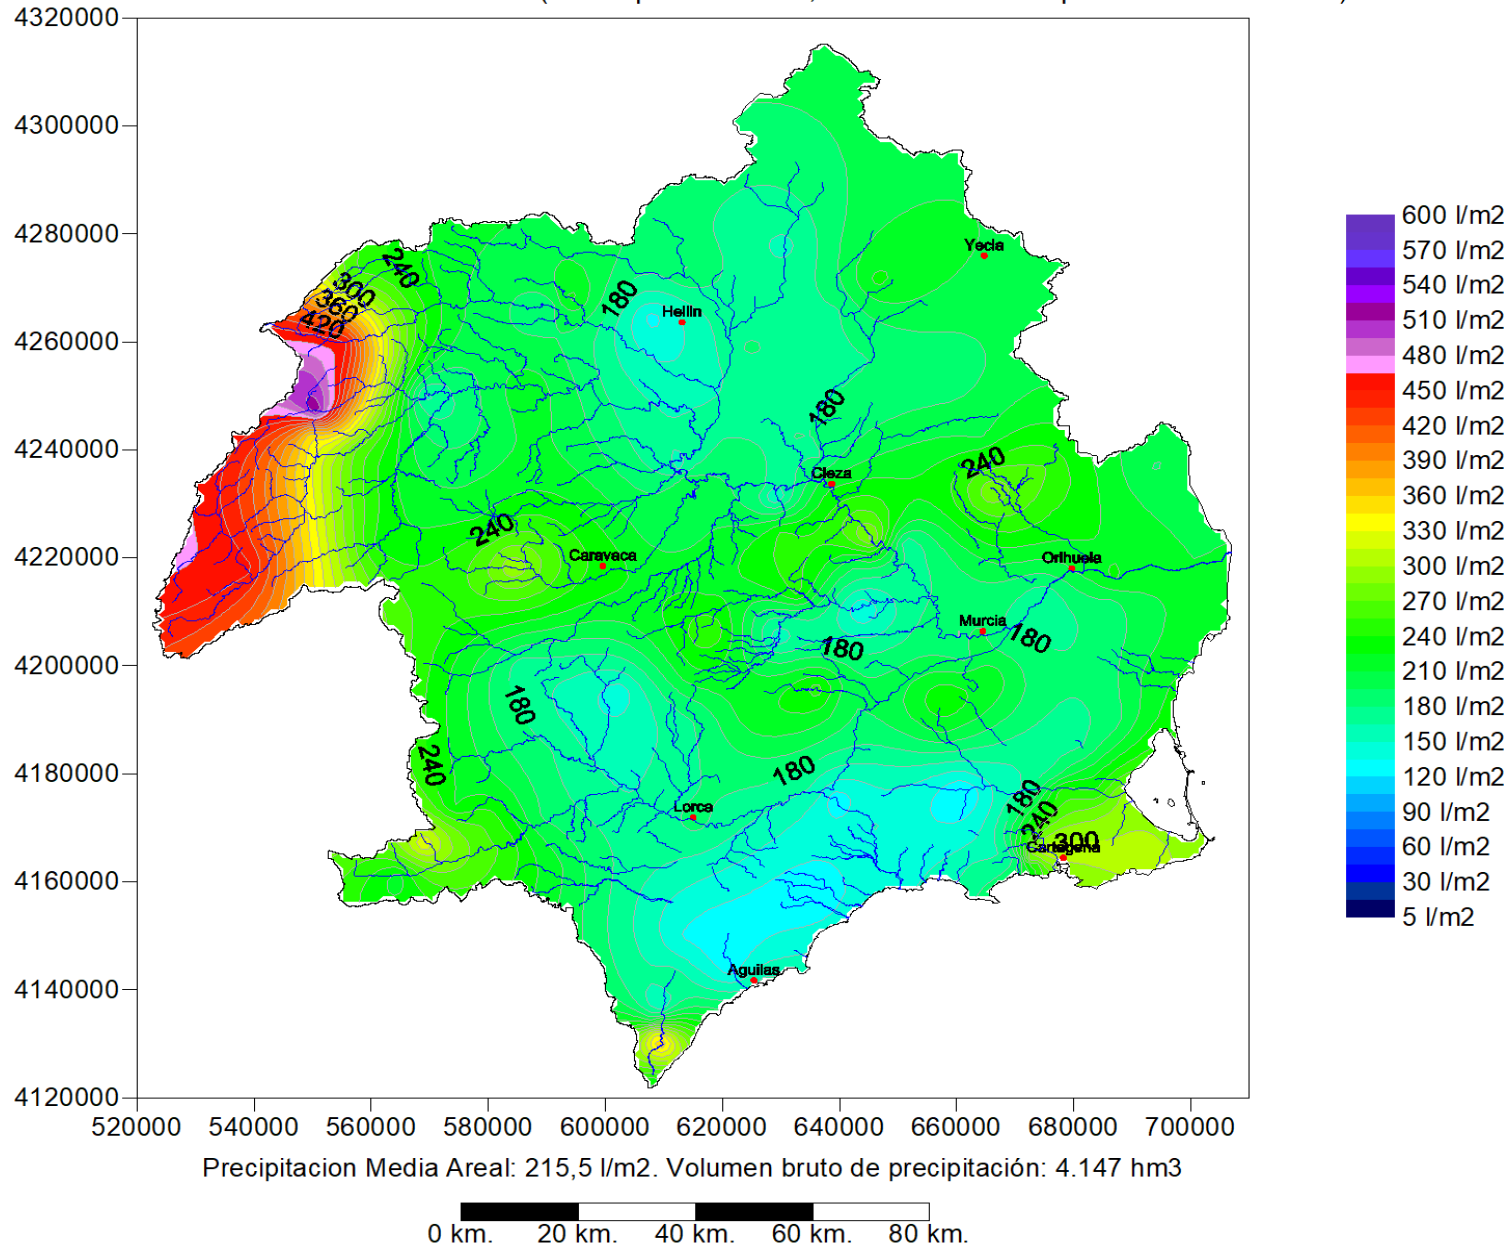 4320000
4300000
4280000
4260000
4240000
4220000
4200000
4180000
4160000
4140000
4120000
520000 540000 560000 580000 600000 620000 640000 660000 680000 700000
240
300
360
420
180
Hellin
Yecla
180
Cieza
240
240
Caravaca
Orihuela
Murcia
180
180
180
240
180
Lorca
180
240
300
Cartagena
Aguilas
600 l/m2
570 l/m2
540 l/m2
510 l/m2
480 l/m2
450 l/m2
420 l/m2
390 l/m2
360 l/m2
330 l/m2
300 l/m2
270 l/m2
240 l/m2
210 l/m2
180 l/m2
150 l/m2
120 l/m2
90 l/m2
60 l/m2
30 l/m2
5 l/m2
Precipitacion Media Areal: 215,5 l/m2. Volumen bruto de precipitación: 4.147 hm3
0 km. 20 km. 40 km. 60 km. 80 km.